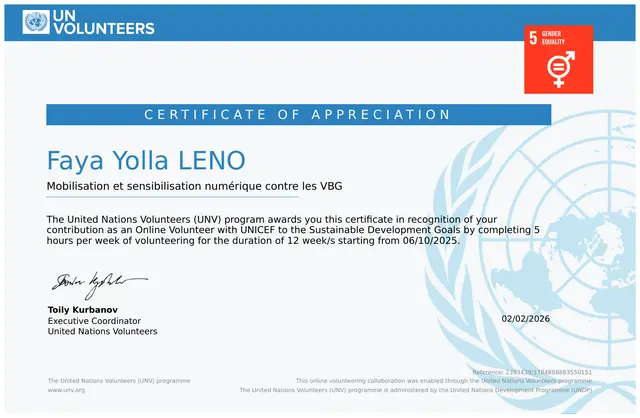 UN
VOLUNTEERS
5 GENDER
EQUALITY
CERTIFICATE OF APPRECIATION
Faya Yolla LENO
Mobilisation et sensibilisation numérique contre les VBG
The United Nations Volunteers (UNV) program awards you this certificate in recognition of your
contribution as an Online Volunteer with UNICEF to the Sustainable Development Goals by completing 5
hours per week of volunteering for the duration of 12 week/s starting from 06/10/2025.
Toily Kurbanov
Executive Coordinator
United Nations Volunteers
02/02/2026
Reference: 2393439/1764888883550151
The United Nations Volunteers (UNV) programme
This online volunteering collaboration was enabled through the United Nations Volunteers programme
www.unv.org
The United Nations Volunteers (UNV) programme is administered by the United Nations Development Programme (UNDP)